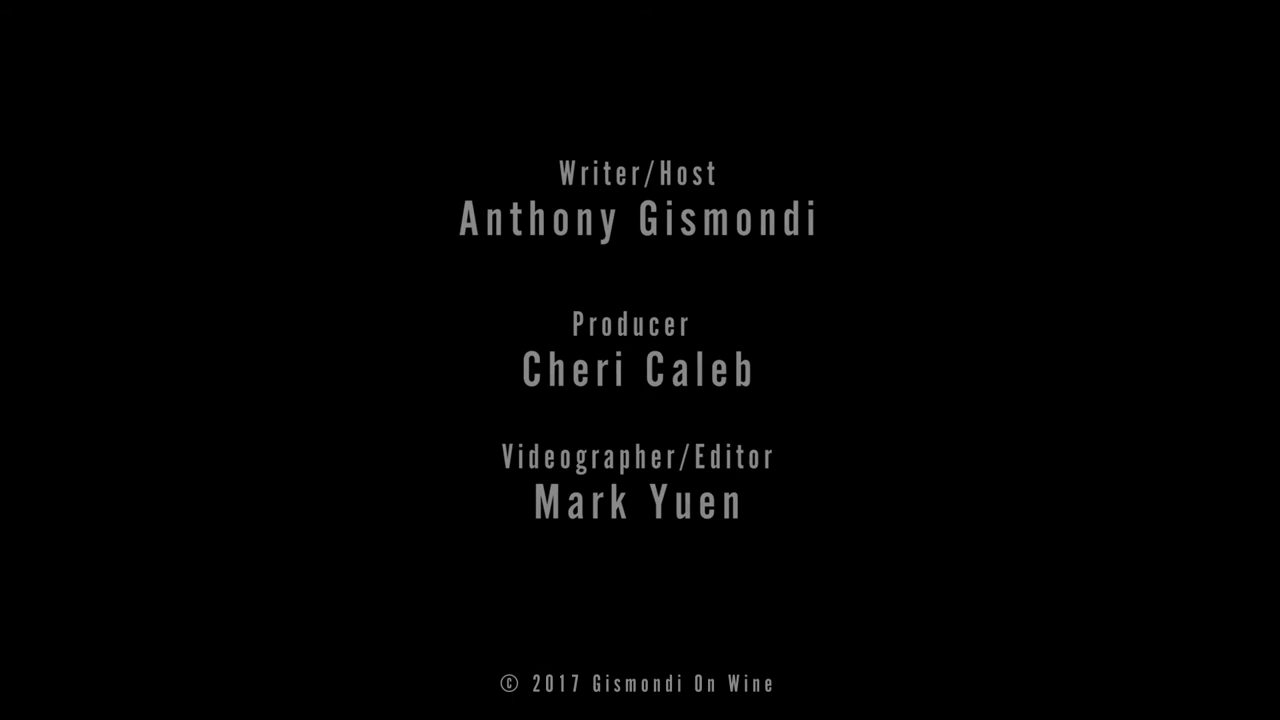 Writer/Host
Anthony Gismondi
Producer
Cheri Caleb
Videographer/Editor
Mark Yuen
© 2017 Gismondi On Wine